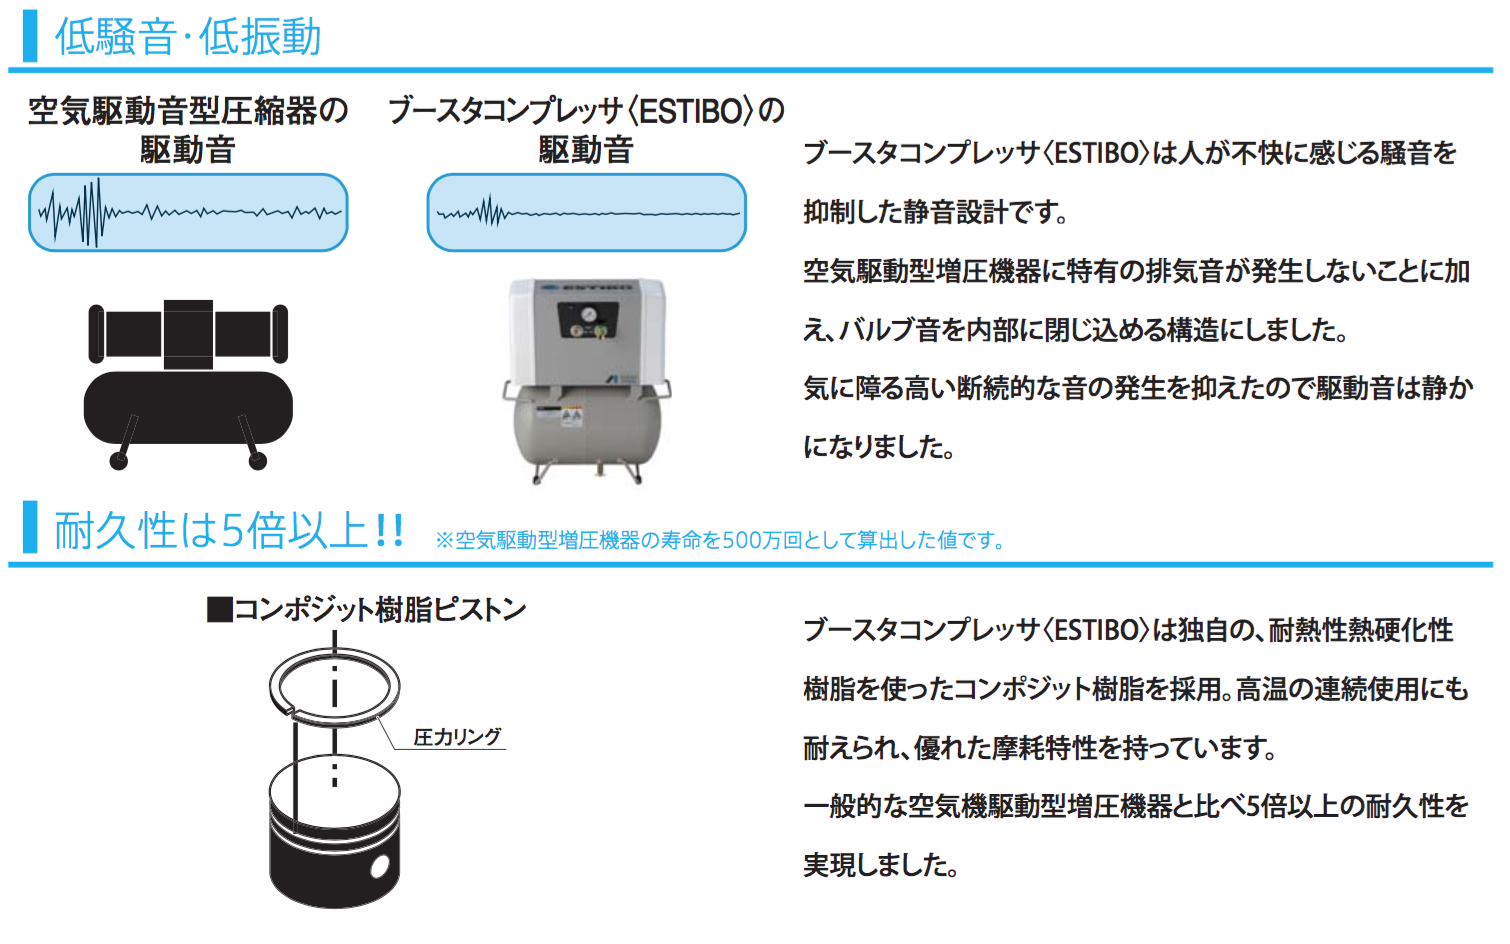 低騒音・低振動
空気駆動音型圧縮器の
駆動音
ブースタコンプレッサ〈ESTIBO〉の
駆動音
ESTIBO
ブースタコンプレッサ〈ESTIBO〉は人が不快に感じる騒音を
抑制した静音設計です。
空気駆動型増圧機器に特有の排気音が発生しないことに加
え、バルブ音を内部に閉じ込める構造にしました。
気に障る高い断続的な音の発生を抑えたので駆動音は静か
になりました。
耐久性は5倍以上!!
※空気駆動型増圧機器の寿命を500万回として算出した値です。
■コンポジット樹脂ピストン
圧力リング
ブースタコンプレッサ〈ESTIBO〉は独自の、耐熱性熱硬化性
樹脂を使ったコンポジット樹脂を採用。高温の連続使用にも
耐えられ、優れた摩耗特性を持っています。
一般的な空気機駆動型増圧機器と比べ5倍以上の耐久性を
実現しました。